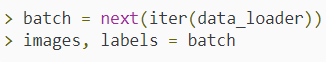 > batch = next(iter(data_loader))
> images, labels = batch